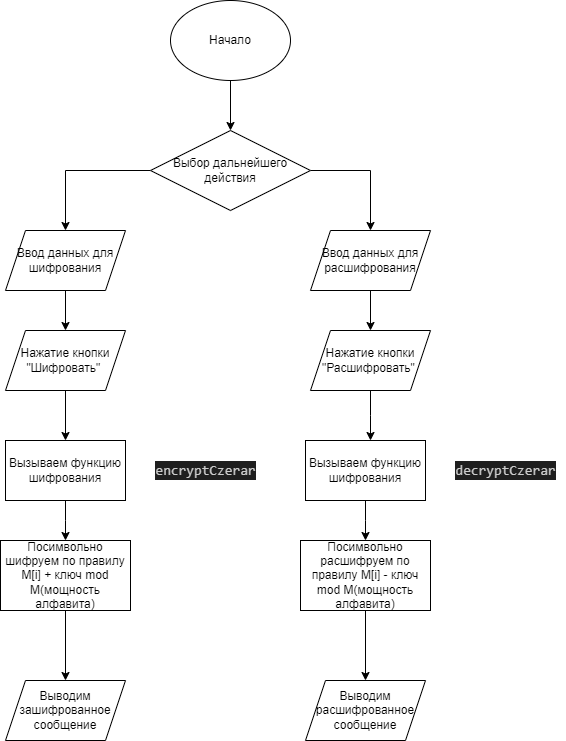 Начало
Выбор дальнейшего
действия
Ввод данных для
шифрования
Нажатие кнопки
"Шифровать"
Вызываем функцию
шифрования
encryptCzerar
Посимвольно
шифруем по правилу
M[i] + ключ mod
M(мощность
алфавита)
Выводим
зашифрованное
сообщение
Ввод данных для
расшифрования
Нажатие кнопки
"Расшифровать"
Вызываем функцию
шифрования
decryptCzerar
Посимвольно
расшифруем по
правилу M[i] - ключ
mod M(мощность
алфавита)
Выводим
расшифрованное
сообщение